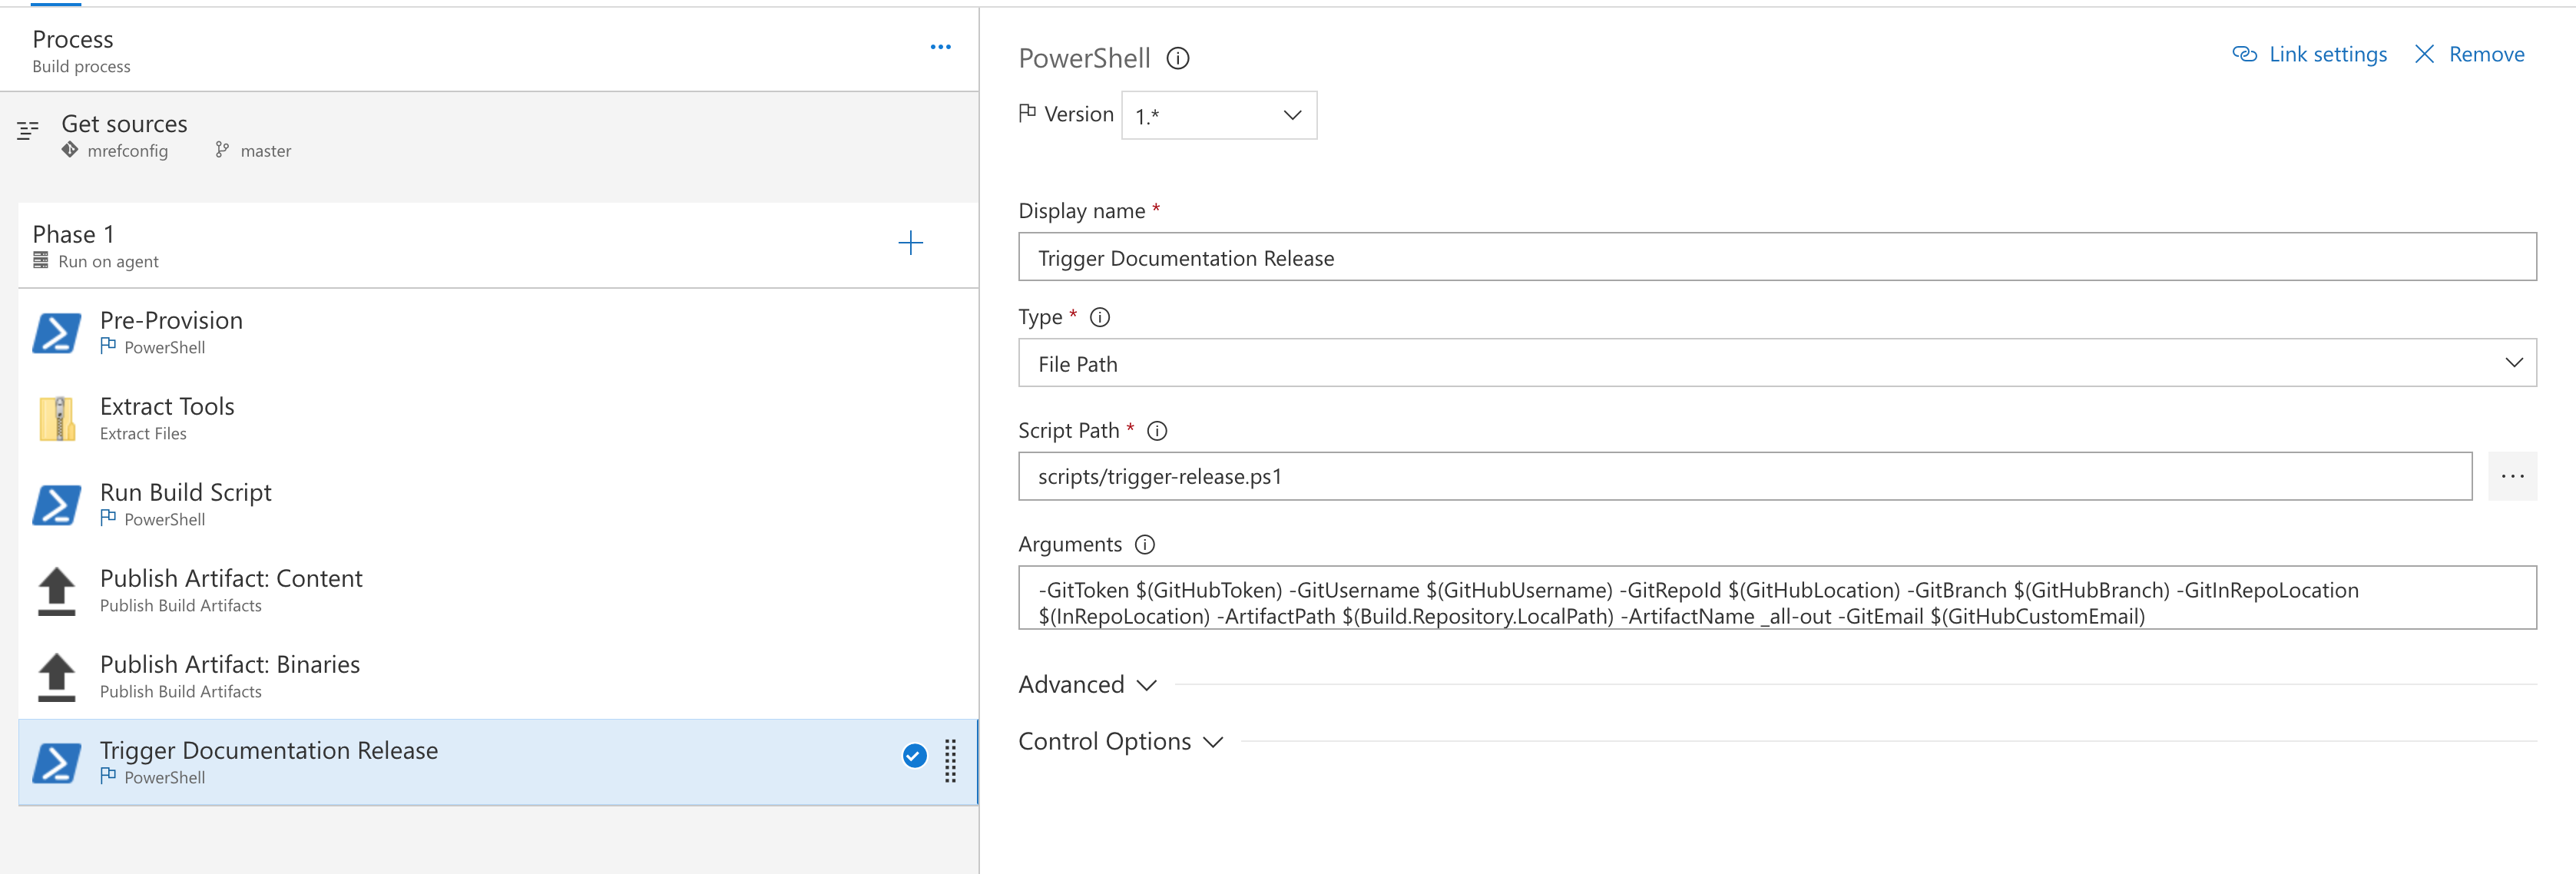 Process
Build process
Get sources
mrefconfig master
Phase 1
Run on agent
Pre-Provision
PowerShell
Extract Tools
Extract Files
Run Build Script
PowerShell
Publish Artifact: Content
Publish Build Artifacts
Publish Artifact: Binaries
Publish Build Artifacts
Trigger Documentation Release
PowerShell
PowerShell
Link settings Remove
Version 1.*
Display name *
Trigger Documentation Release
Type *
File Path
Script Path *
scripts/trigger-release.ps1
Arguments
-GitToken $(GitHubToken) -GitUsername $(GitHubUsername) -GitRepoId $(GitHubLocation) -GitBranch $(GitHubBranch) -GitInRepoLocation
$(InRepoLocation) -ArtifactPath $(Build.Repository.LocalPath) -ArtifactName _all-out -GitEmail $(GitHubCustomEmail)
Advanced
Control Options